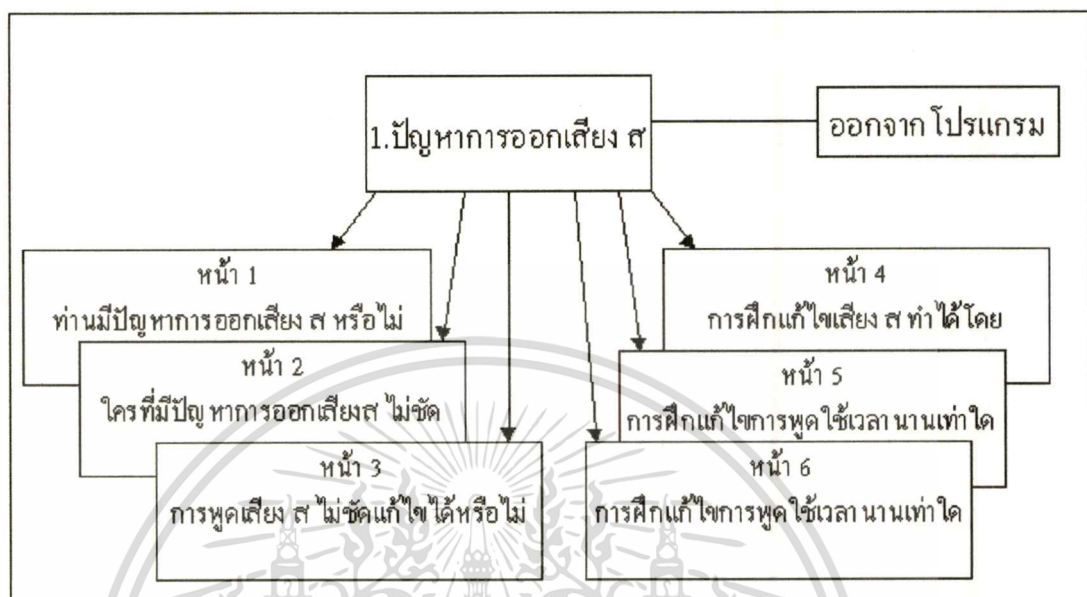 1.ปัญหาการออกเสียง ส
ออกจากโปรแกรม
หน้า 1
ท่านมีปัญหาการออกเสียง ส หรือไม่
หน้า 2
ใครที่มีปัญหาการออกเสียงส ไม่ชัด
หน้า 3
การพูดเสียง ส ไม่ชัดแก้ไขได้หรือไม่
หน้า 4
การฝึกแก้ไขเสียง ส ทำได้โดย
หน้า 5
การฝึกแก้ไขการพูดใช้เวลานานเท่าใด
หน้า 6
การฝึกแก้ไขการพูดใช้เวลานานเท่าใด